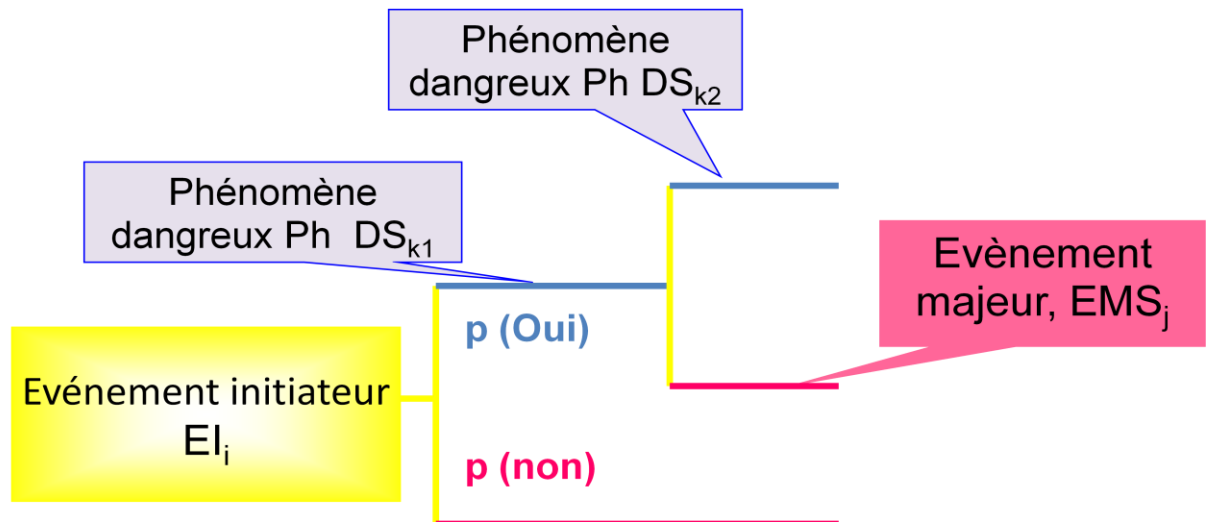 Phénomène
dangreux Ph DSk2
Phénomène
dangreux Ph DSk1
Evènement
majeur, EMSj
p (Oui)
Evénement initiateur
EIi
p (non)